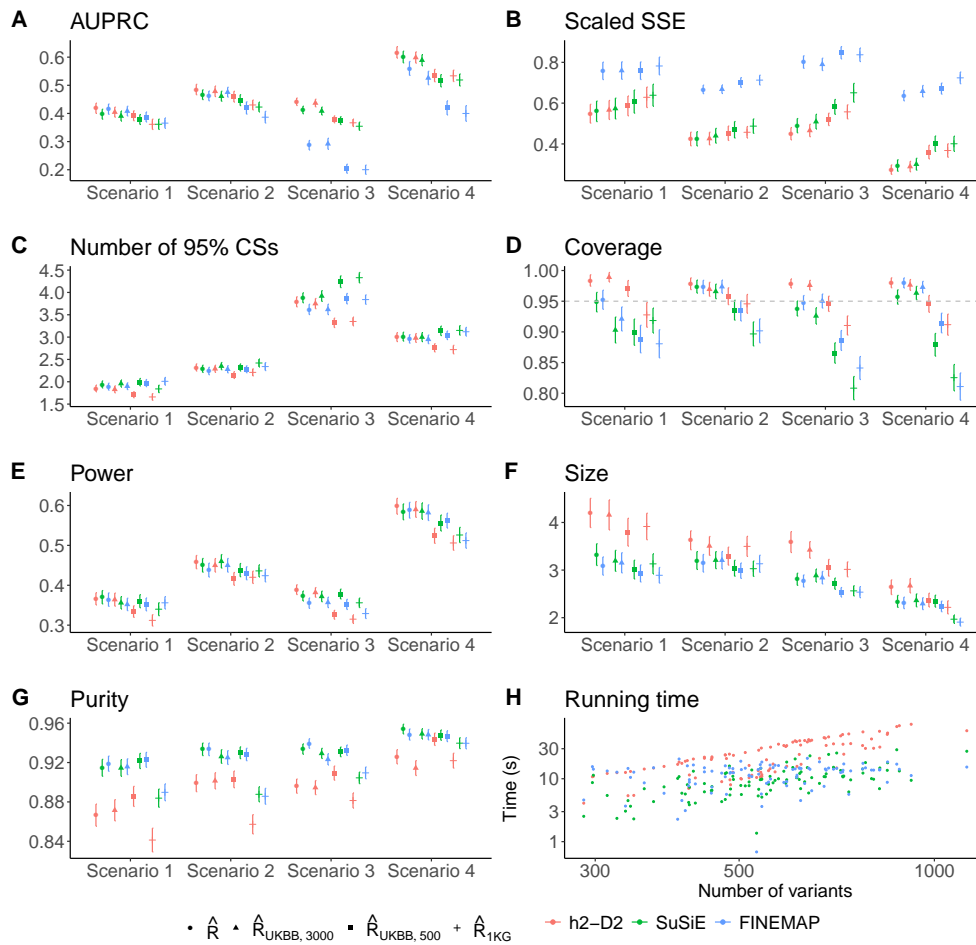 A AUPRC
0.6
0.5
0.4
0.3
0.2
Scenario 1 Scenario 2 Scenario 3 Scenario 4
B Scaled SSE
0.8
0.6
0.4
Scenario 1 Scenario 2 Scenario 3 Scenario 4
C Number of 95% CSs
4.5
4.0
3.5
3.0
2.5
2.0
1.5
Scenario 1 Scenario 2 Scenario 3 Scenario 4
D Coverage
1.00
0.95
0.90
0.85
0.80
Scenario 1 Scenario 2 Scenario 3 Scenario 4
E Power
0.6
0.5
0.4
0.3
Scenario 1 Scenario 2 Scenario 3 Scenario 4
F Size
4
3
2
Scenario 1 Scenario 2 Scenario 3 Scenario 4
G Purity
0.96
0.92
0.88
0.84
Scenario 1 Scenario 2 Scenario 3 Scenario 4
H Running time
Time (s)
30
10
3
1
300 500 1000
Number of variants
R̂ R̂UKBB, 3000 R̂UKBB, 500 R̂1KG h2−D2 SuSiE FINEMAP